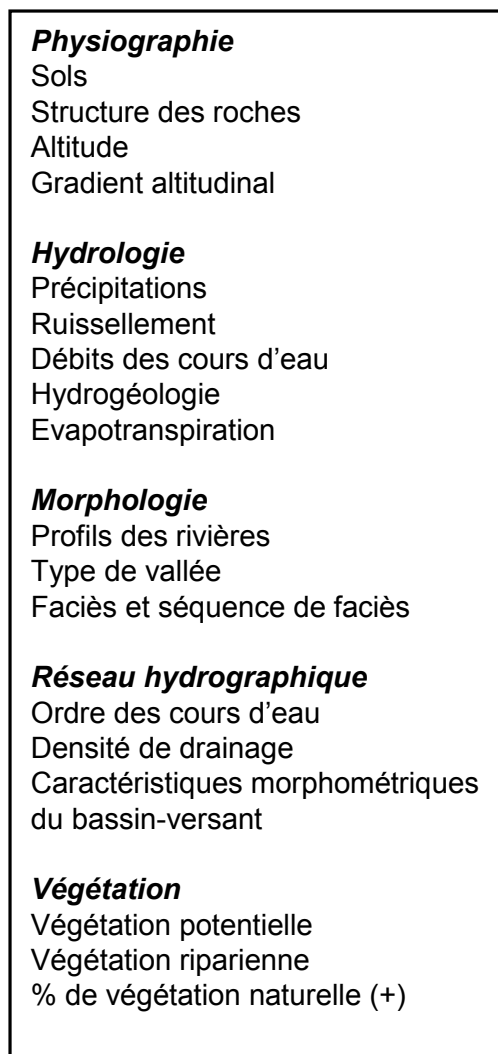 Physiographie
Sols
Structure des roches
Altitude
Gradient altitudinal
Hydrologie
Précipitations
Ruissellement
Débits des cours d'eau
Hydrogéologie
Evapotranspiration
Morphologie
Profils des rivières
Type de vallée
Faciès et séquence de faciès
Réseau hydrographique
Ordre des cours d'eau
Densité de drainage
Caractéristiques morphométriques
du bassin-versant
Végétation
Végétation potentielle
Végétation riparienne
% de végétation naturelle (+)